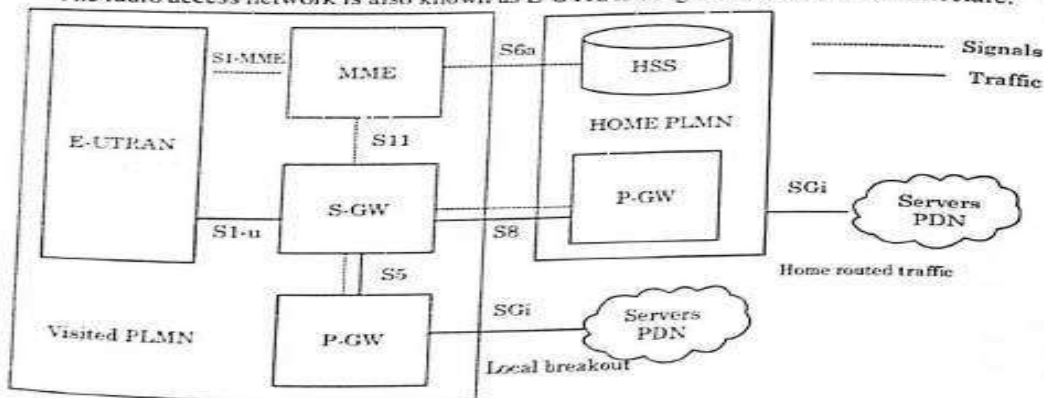 The radio access network is also known as E-UTRAN
S1-MME
MME
S6a
HSS
Signals
Traffic
E-UTRAN
HOME PLMN
S11
S-GW
P-GW
SGi
Servers
PDN
S1-u
S8
S5
Home routed traffic
Visited PLMN
P-GW
SGi
Servers
PDN
Local breakout